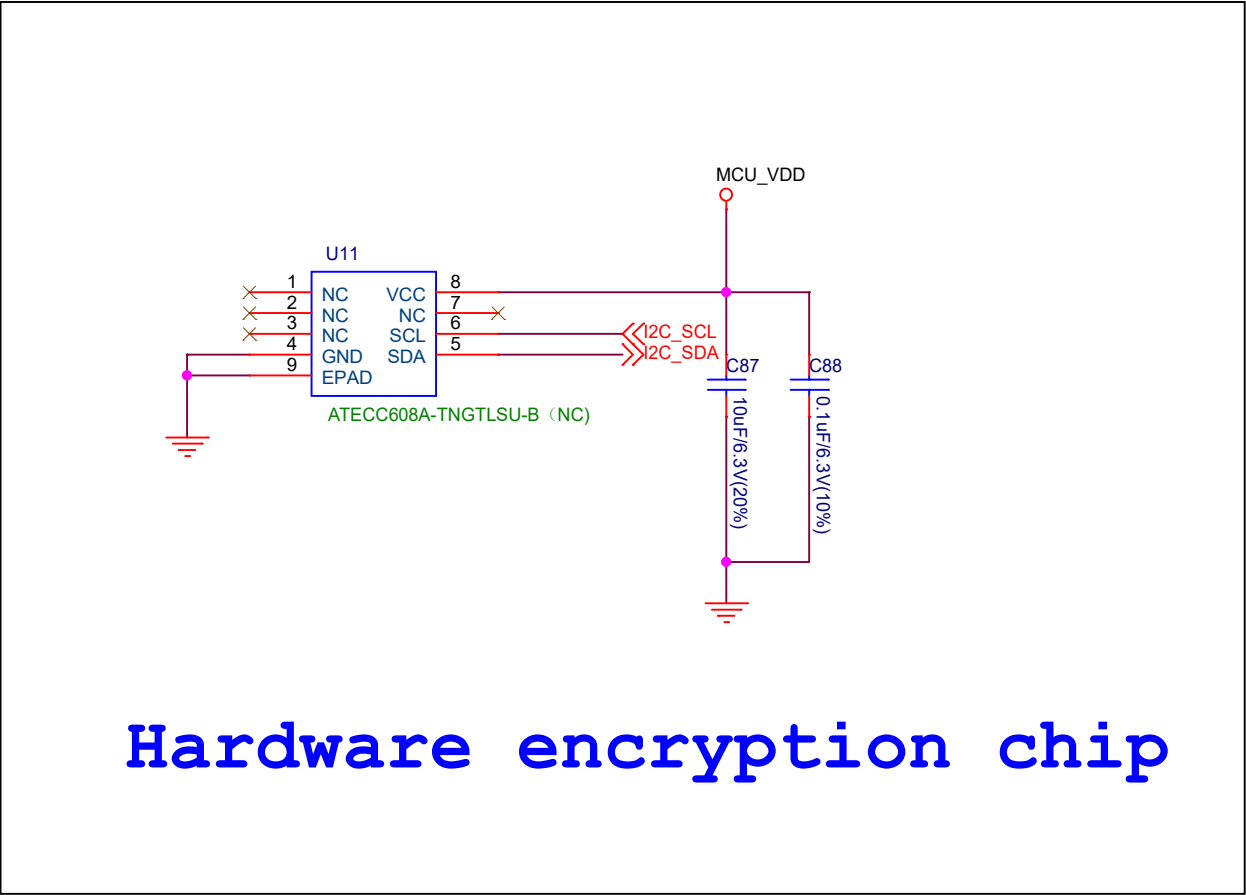 MCU_VDD
U11
1 NC VCC 8
2 NC NC 7
3 NC SCL 6 I2C_SCL
4 GND SDA 5 I2C_SDA
9 EPAD
C87 C88
10uF/6.3V(20%)
0.1uF/6.3V(10%)
ATECC608A-TNGTLSU-B（NC)
Hardware encryption chip